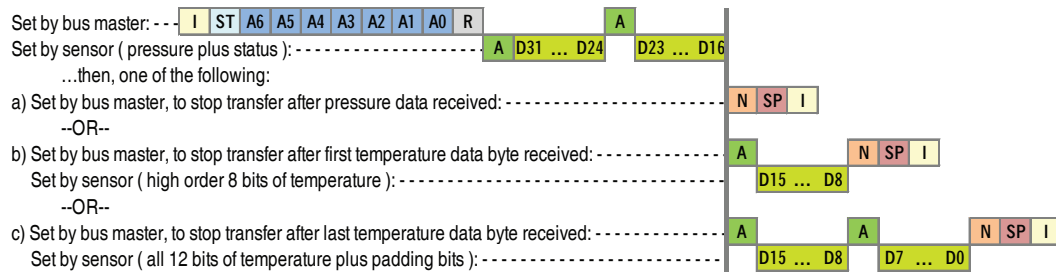 Set by bus master: - - - I ST A6 A5 A4 A3 A2 A1 A0 R A
Set by sensor ( pressure plus status ): - - - - - - - - - - - - - - - - - A D31 ... D24 D23 ... D16
...then, one of the following:
a) Set by bus master, to stop transfer after pressure data received: - - - - - - - - - - - - - - - - - - - - - - - N SP I
--OR--
b) Set by bus master, to stop transfer after first temperature data byte received: - - - - - - - - - - - - - A N SP I
Set by sensor ( high order 8 bits of temperature ): - - - - - - - - - - - - - - - - - - - - - - - - - - - - - - - - - - D15 ... D8
--OR--
c) Set by bus master, to stop transfer after last temperature data byte received: - - - - - - - - - - - - - A A N SP I
Set by sensor ( all 12 bits of temperature plus padding bits ): - - - - - - - - - - - - - - - - - - - - - - - - - D15 ... D8 D7 ... D0